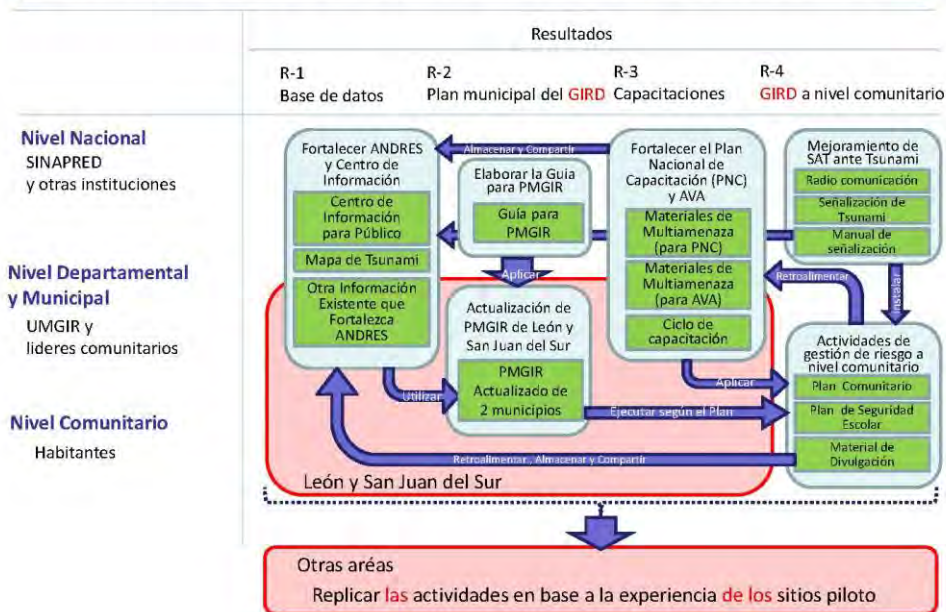 Resultados
R-1
Base de datos
R-2
Plan municipal del GIRD
R-3
Capacitaciones
R-4
GIRD a nivel comunitario
Nivel Nacional
SINAPRED
y otras instituciones
Nivel Departamental
y Municipal
UMGIR y
lideres comunitarios
Nivel Comunitario
Habitantes
Fortalecer ANDRES
y Centro de
Información
Centro de
Información
para Público
Mapa de Tsunami
Otra Información
Existente que
Fortalezca
ANDRES
Almacenar y Compartir
Elaborar la Guia
para PMGIR
Guía para
PMGIR
Aplicar
Actualización de
PMGIR de León y
San Juan del Sur
PMGIR
Actualizado de
2 municipios
Utilizar
Fortalecer el Plan
Nacional de
Capacitación (PNC)
y AVA
Materiales de
Multiamenaza
(para PNC)
Materiales de
Multiamenaza
(para AVA)
Ciclo de
capacitación
Mejoramiento de
SAT ante Tsunami
Radio comunicación
Señalización de
Tsunami
Manual de
señalización
Retroalimentar
Instalar
Actividades de
gestión de riesgo a
nivel comunitario
Plan Comunitario
Plan de Seguridad
Escolar
Material de
Divulgación
Aplicar
Ejecutar según el Plan
Retroalimentar , Almacenar y Compartir
León y San Juan del Sur
Otras aréas
Replicar las actividades en base a la experiencia de los sitios piloto